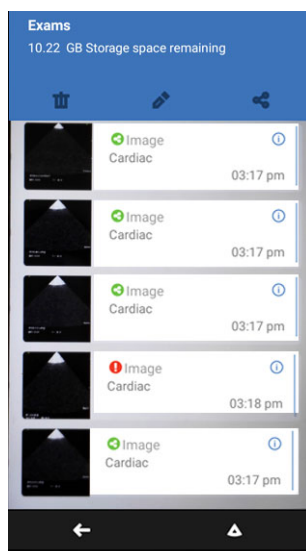 Exams
10.22 GB Storage space remaining
Image
Cardiac
03:17 pm
Image
Cardiac
03:17 pm
Image
Cardiac
03:17 pm
Image
Cardiac
03:18 pm
Image
Cardiac
03:17 pm